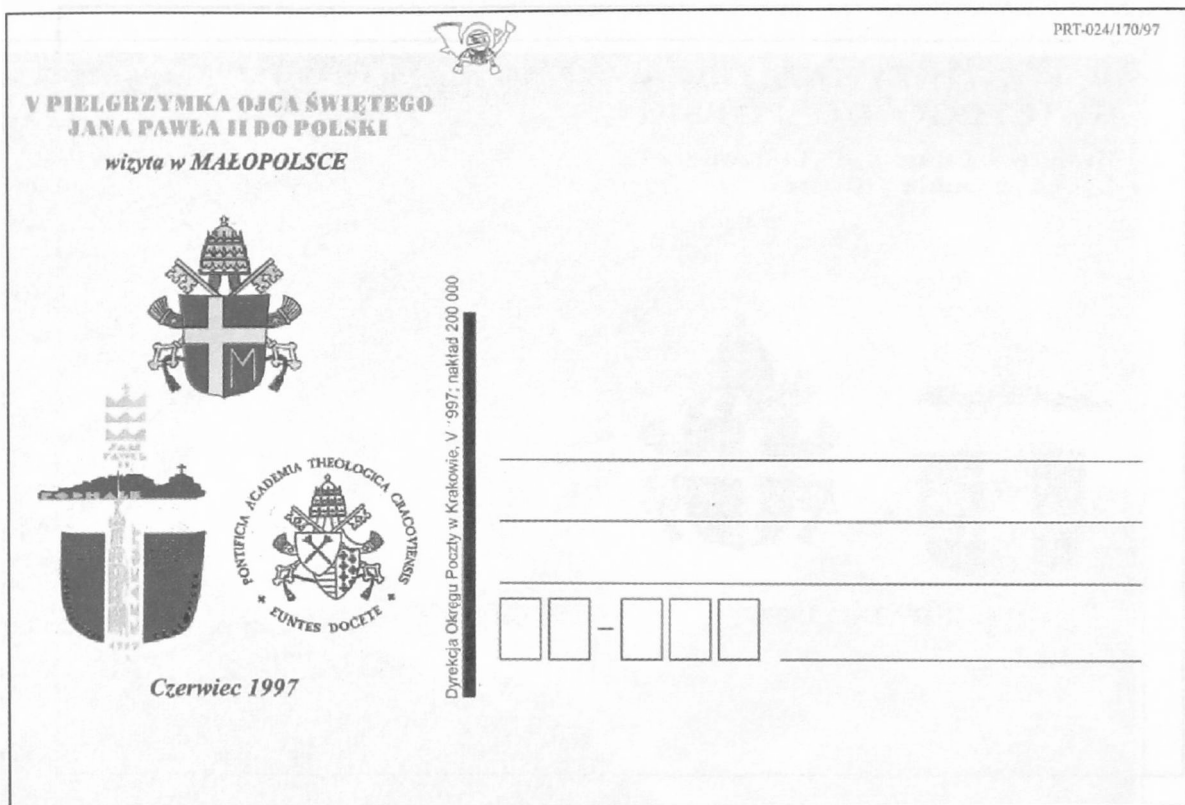 PRT-024/170/97
V PIELGRZYMKA OJCA ŚWIĘTEGO
JANA PAWŁA II DO POLSKI
wizyta w MAŁOPOLSCE
M
PONTIFICIA ACADEMIA THEOLOGICA CRACOVIENSIS
EUNTES DOCETE
Czerwiec 1997
Dyrekcja Okręgu Poczty w Krakowie, V 1997; nakład 200 000